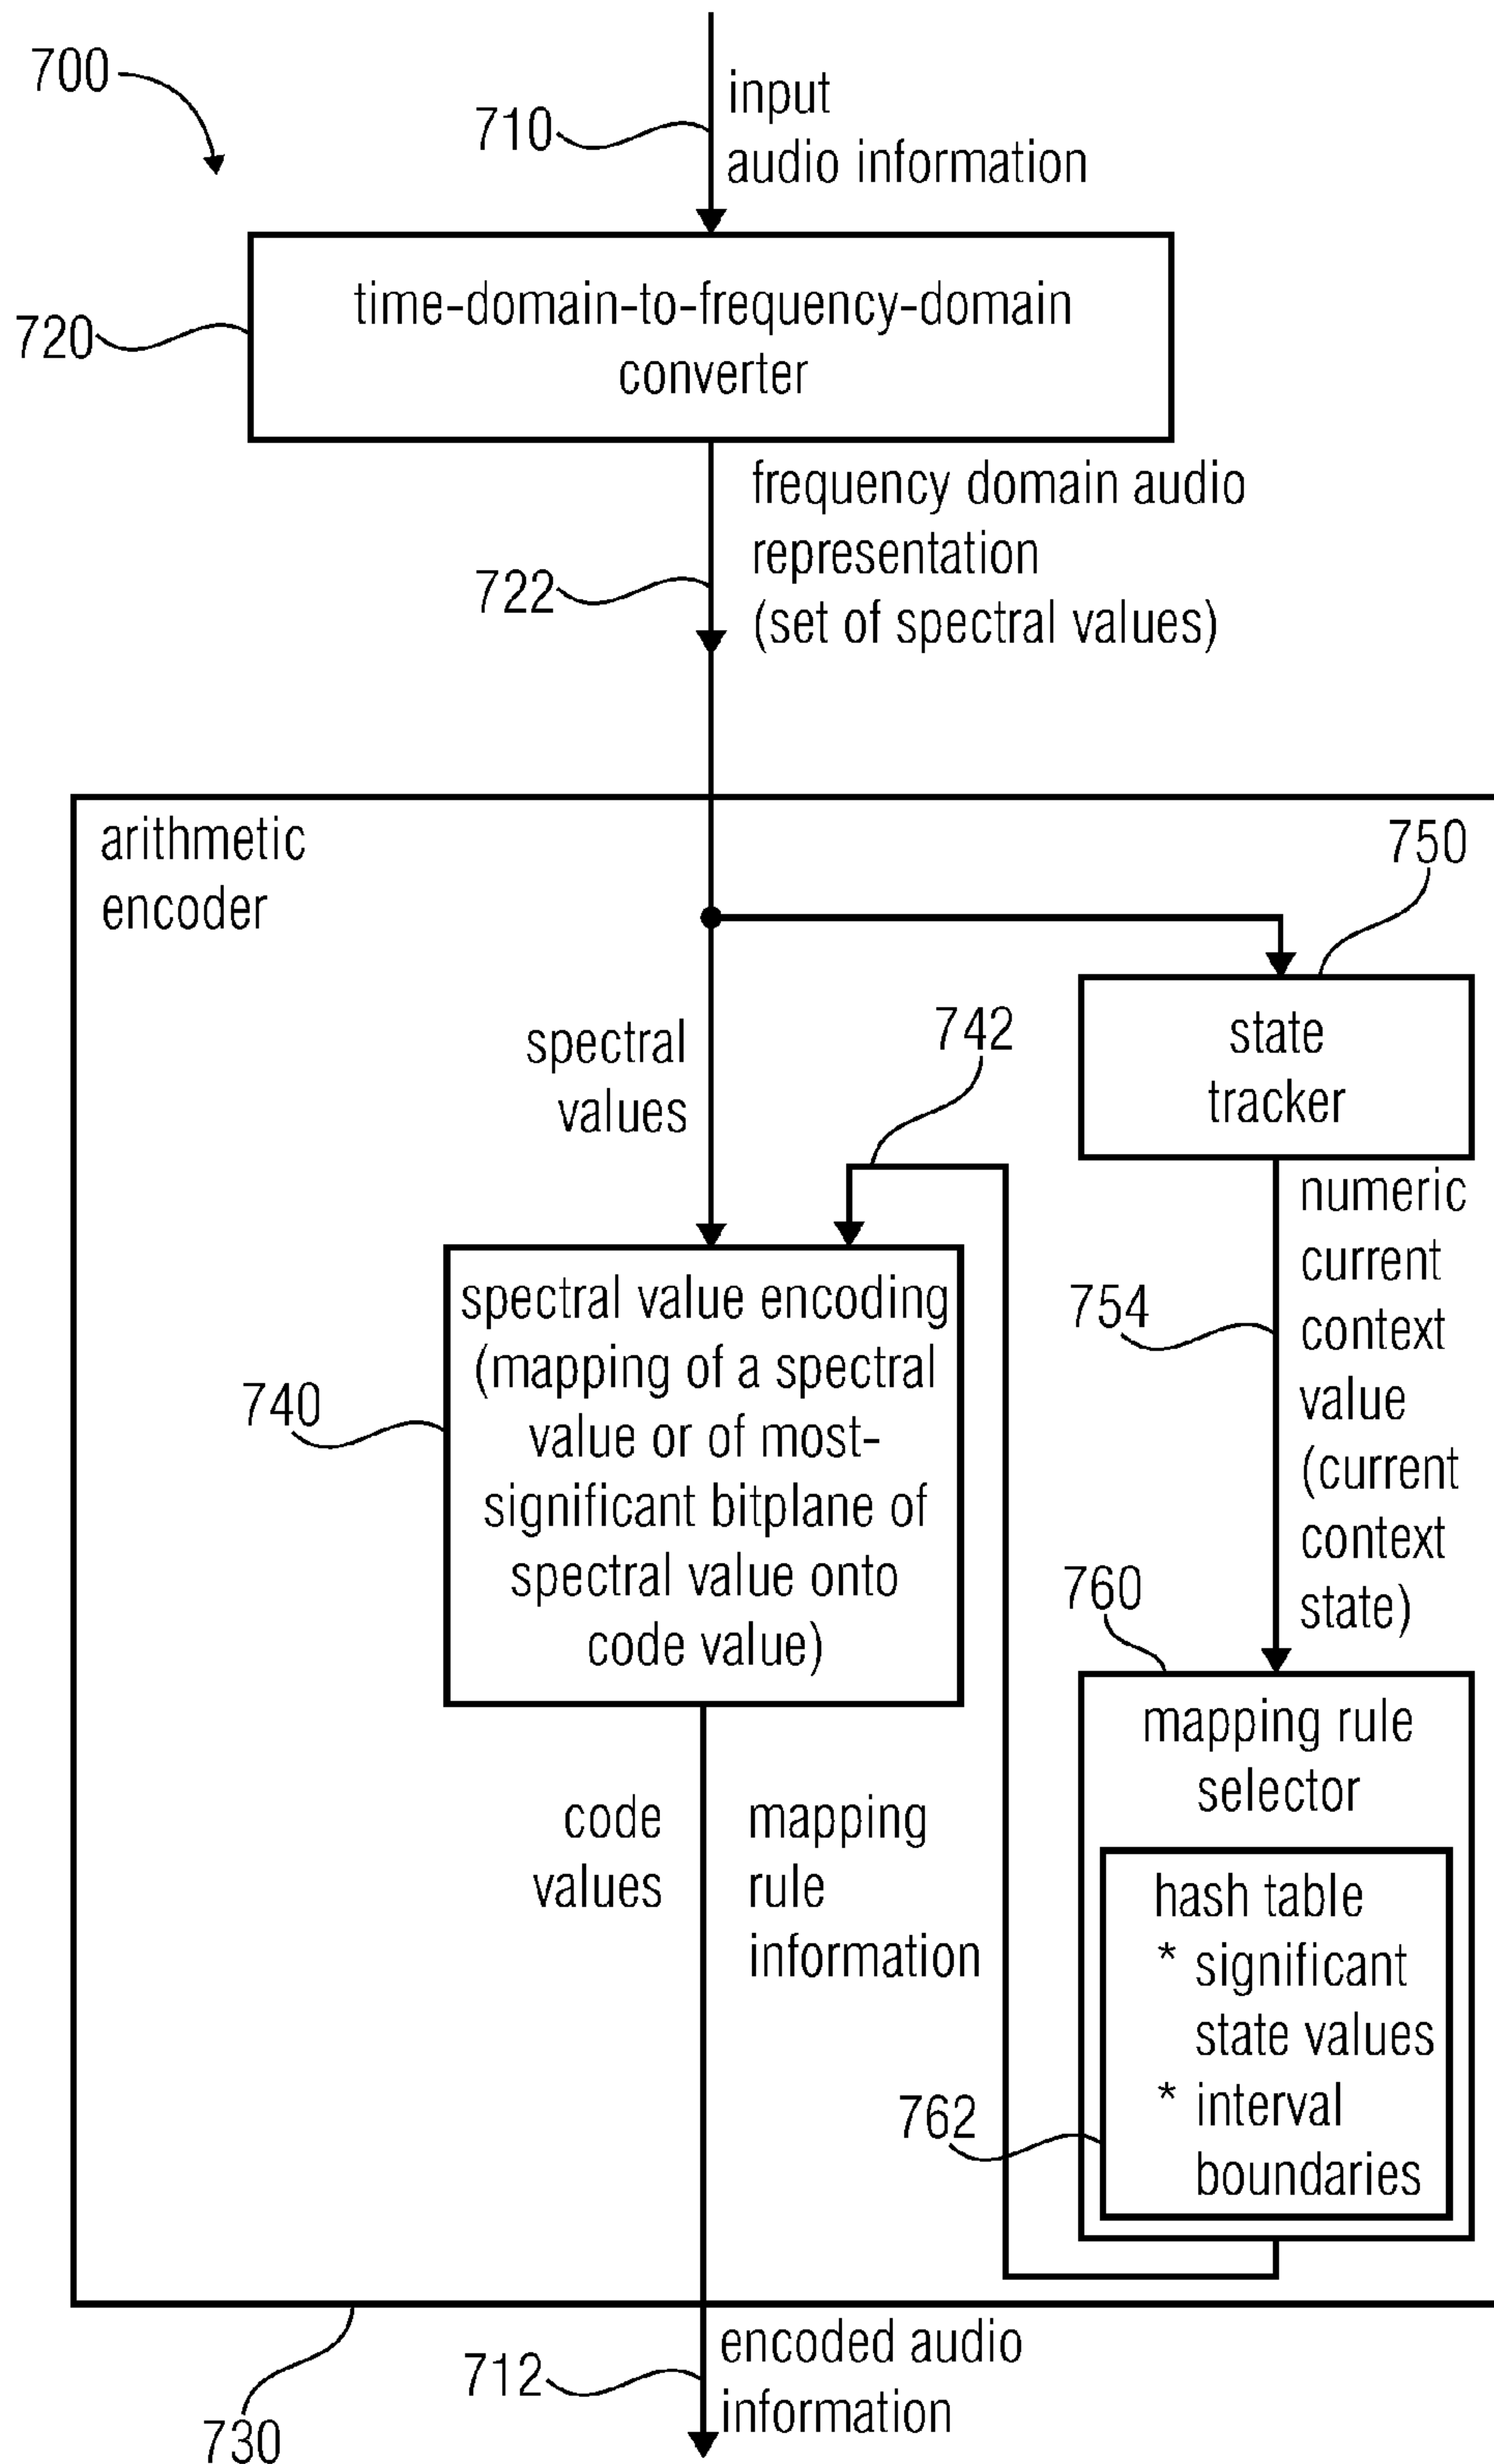 700
710
input
audio information
time-domain-to-frequency-domain
converter
720
frequency domain audio
representation
(set of spectral values)
722
arithmetic
encoder
750
state
tracker
742
spectral
values
numeric
current
context
value
(current
context
state)
754
spectral value encoding
(mapping of a spectral
value or of most-
significant bitplane of
spectral value onto
code value)
740
760
mapping rule
selector
code
values
mapping
rule
information
hash table
* significant
state values
* interval
boundaries
762
encoded audio
information
712
730